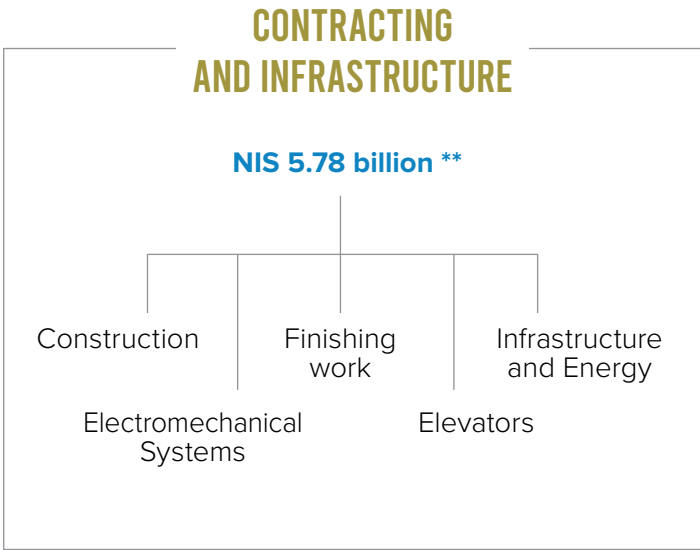 CONTRACTING
AND INFRASTRUCTURE
NIS 5.78 billion **
Construction
Finishing
work
Infrastructure
and Energy
Electromechanical
Systems
Elevators